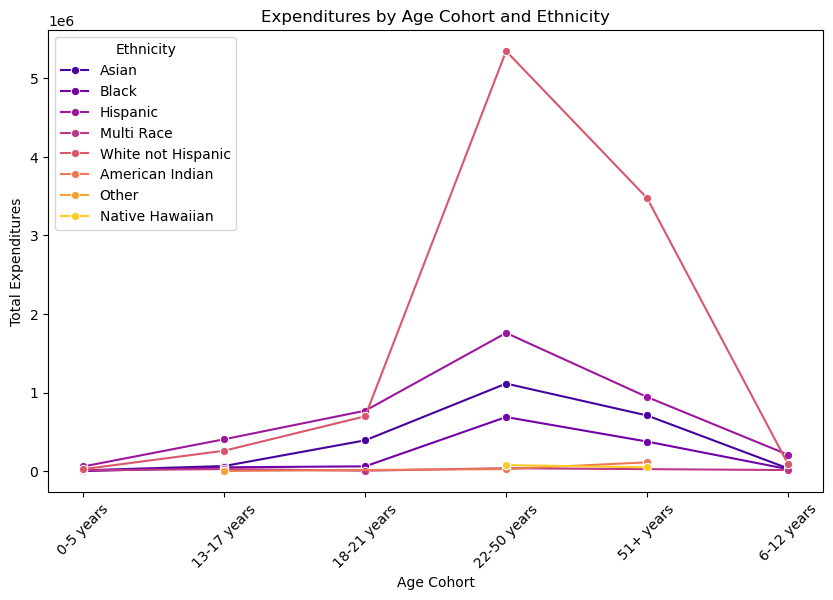 Expenditures by Age Cohort and Ethnicity
1e6
Ethnicity
Asian
Black
Hispanic
Multi Race
White not Hispanic
American Indian
Other
Native Hawaiian
Total Expenditures
5
4
3
2
1
0
0-5 years
13-17 years
18-21 years
22-50 years
51+ years
6-12 years
Age Cohort